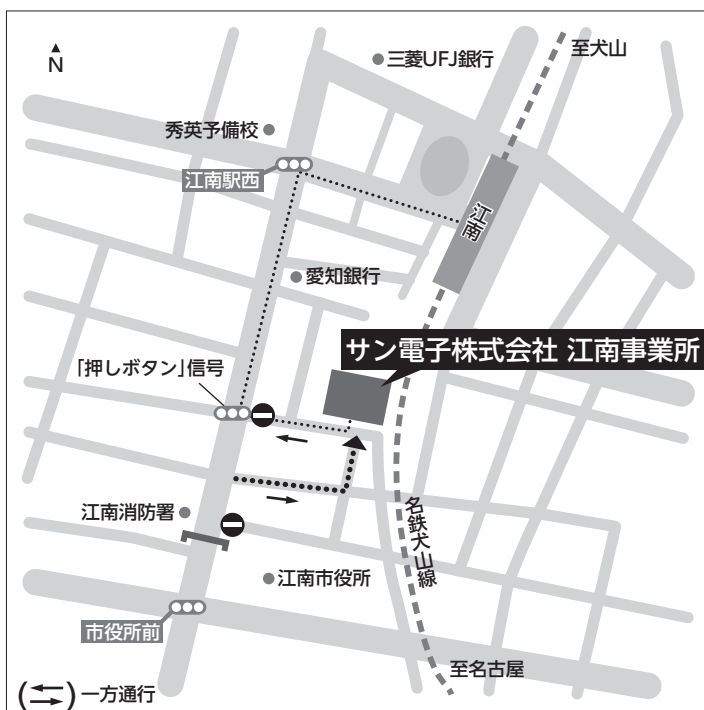 N
三菱UFJ銀行
至犬山
秀英予備校
江南駅西
江南
愛知銀行
サン電子株式会社 江南事業所
「押しボタン」信号
江南消防署
名鉄犬山線
江南市役所
市役所前
至名古屋
(⇆) 一方通行